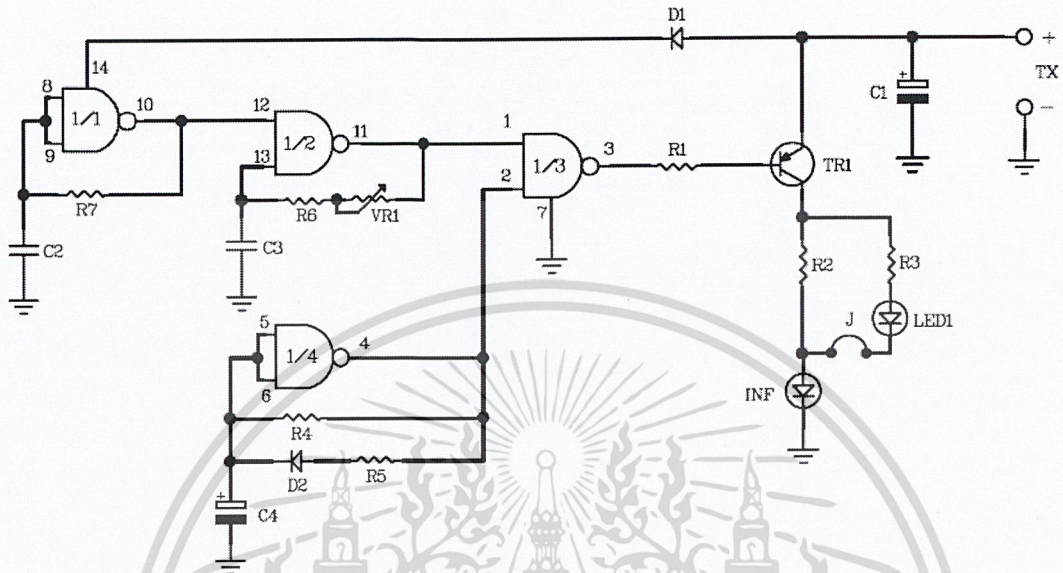 D1
+
TX
−
C1
+
14
8
9
1/1
10
R7
C2
12
13
1/2
11
R6
VR1
C3
1
2
1/3
3
7
R1
TR1
R2
R3
LED1
J
INF
5
6
1/4
4
R4
D2
R5
+
C4